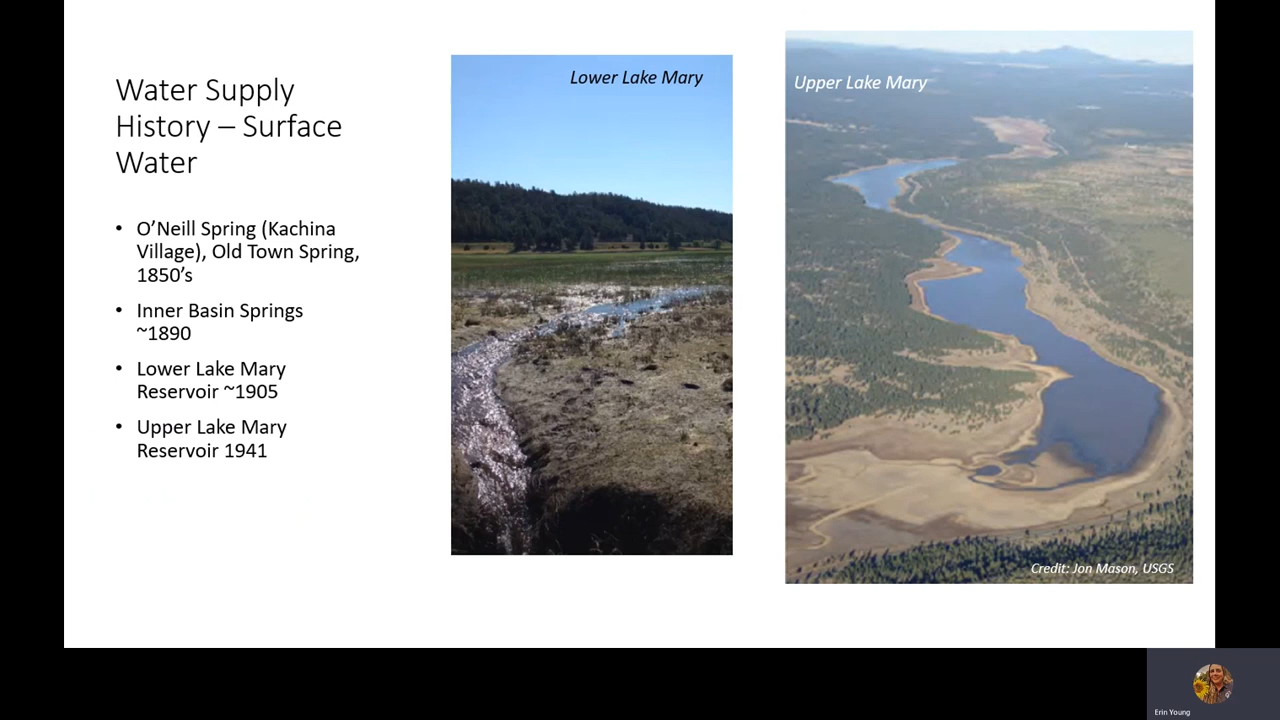 Water Supply
History – Surface
Water
• O’Neill Spring (Kachina
Village), Old Town Spring,
1850’s
• Inner Basin Springs
~1890
• Lower Lake Mary
Reservoir ~1905
• Upper Lake Mary
Reservoir 1941
Lower Lake Mary
Upper Lake Mary
Credit: Jon Mason, USGS
Erin Young